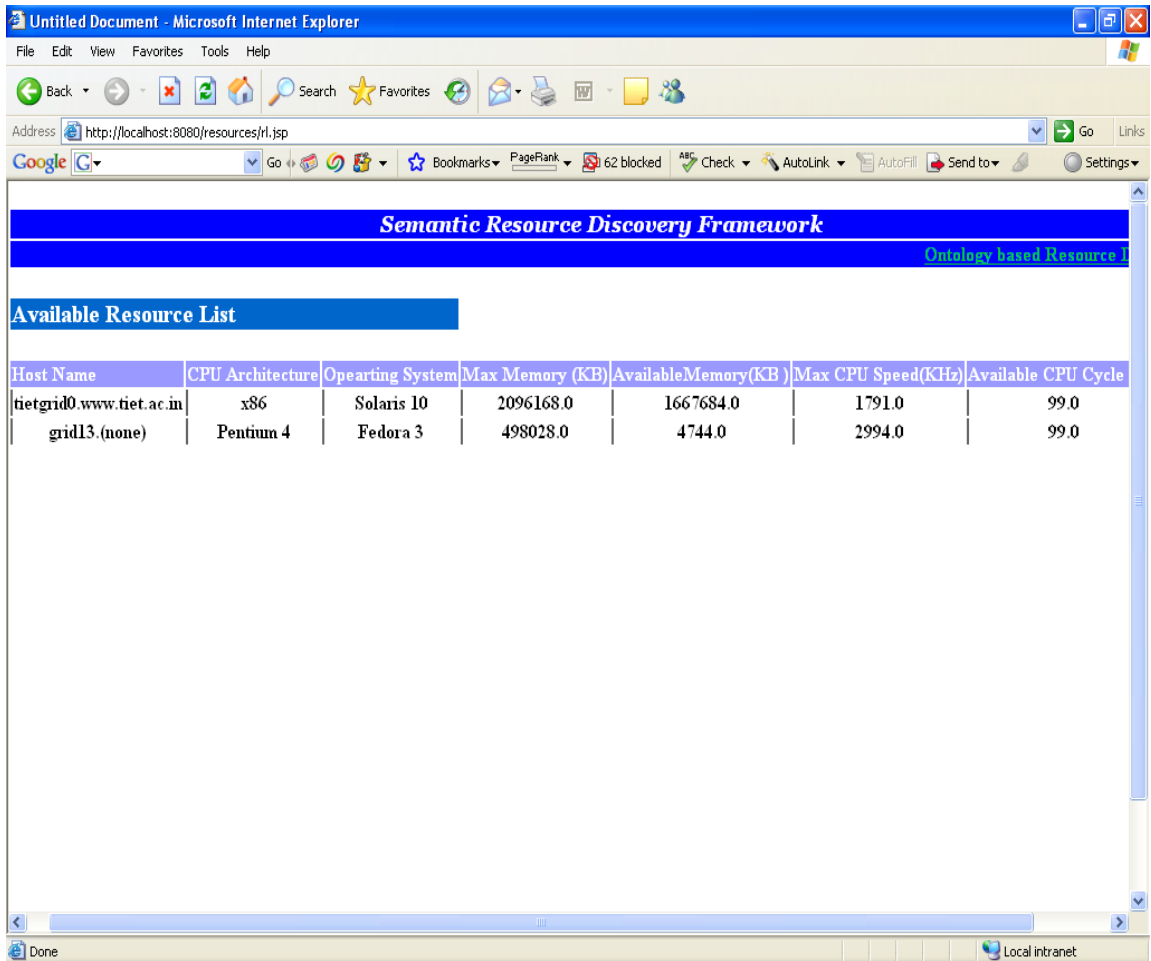 Untitled Document - Microsoft Internet Explorer
File Edit View Favorites Tools Help
Back Search Favorites
Address http://localhost:8080/resources/rl.jsp Go Links
Google G Go Bookmarks PageRank 62 blocked ABC Check AutoLink AutoFill Send to Settings
Semantic Resource Discovery Framework
Ontology based Resource D
Available Resource List
Host Name CPU Architecture Opearting System Max Memory (KB) AvailableMemory(KB ) Max CPU Speed(KHz) Available CPU Cycle
tietgrid0.www.tiet.ac.in x86 Solaris 10 2096168.0 1667684.0 1791.0 99.0
grid13.(none) Pentium 4 Fedora 3 498028.0 4744.0 2994.0 99.0
Done Local intranet